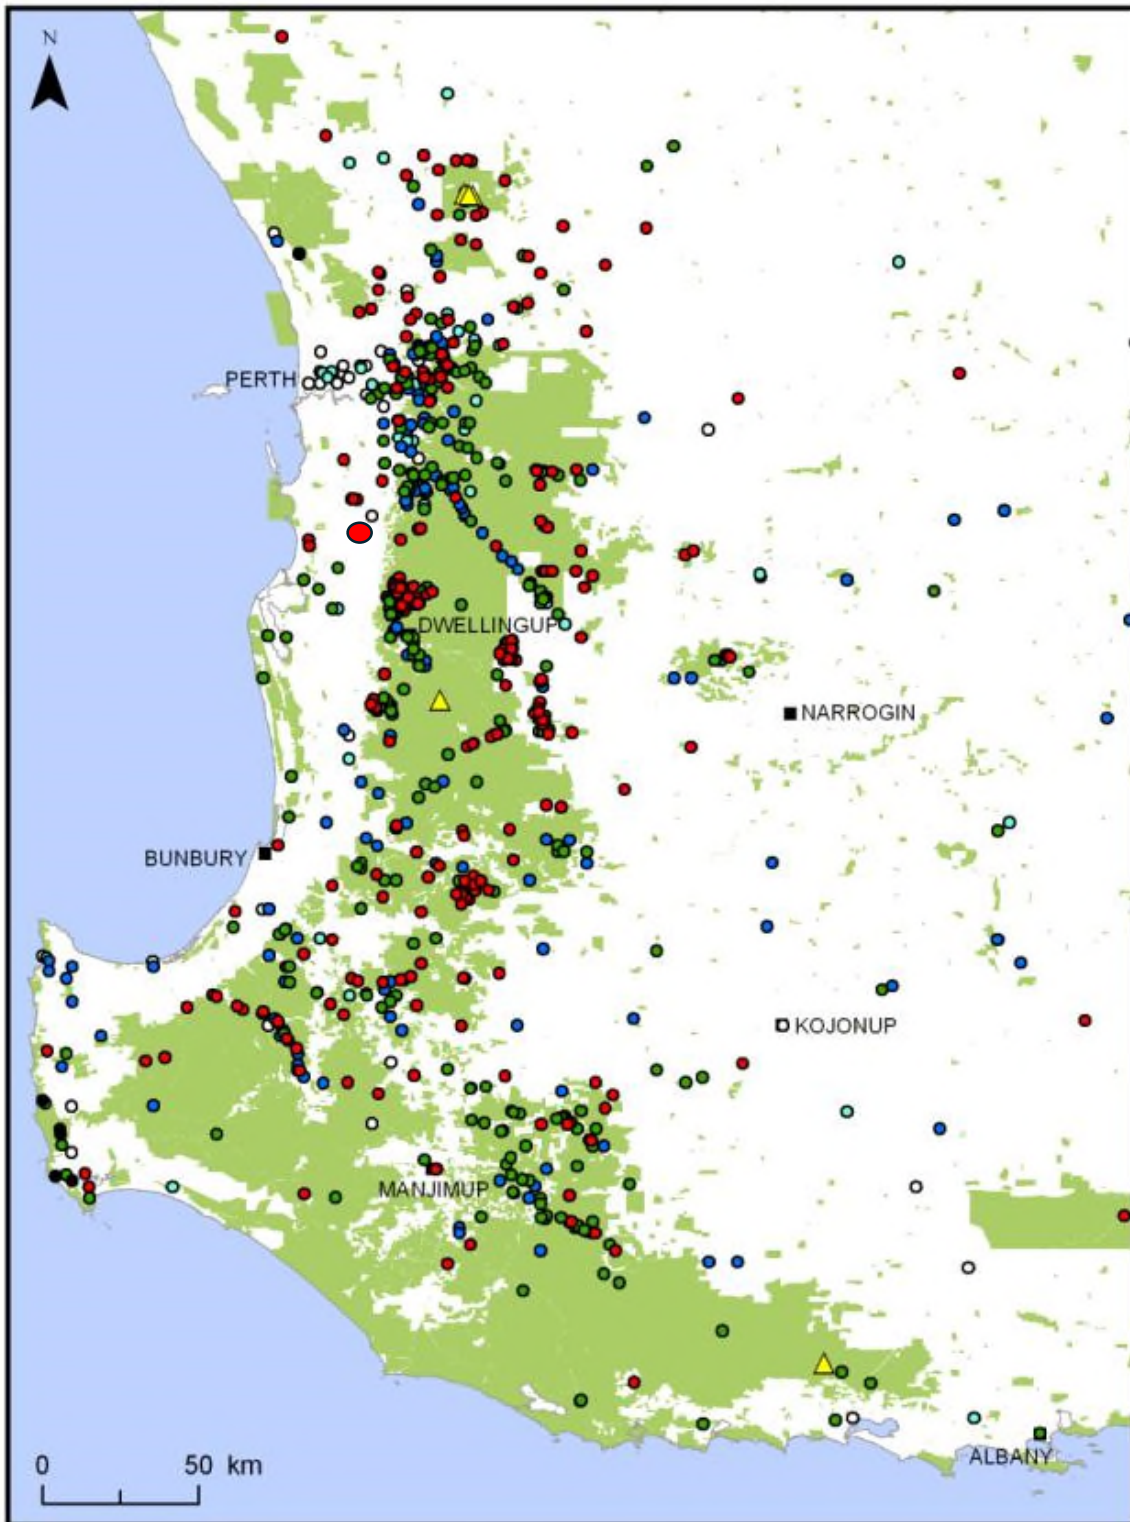 N
PERTH
DWELLINGUP
NARROGIN
BUNBURY
KOJONUP
MANJIMUP
ALBANY
0 50 km